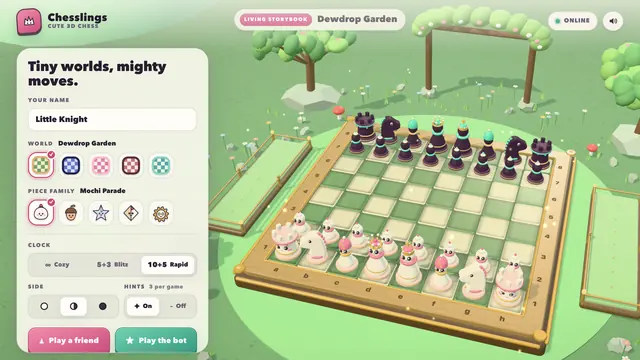 Chesslings
CUTE 3D CHESS
LIVING STORYBOOK Dewdrop Garden
ONLINE
Tiny worlds, mighty
moves.
YOUR NAME
Little Knight
WORLD Dewdrop Garden
PIECE FAMILY Mochi Parade
CLOCK
∞ Cozy 5+3 Blitz 10+5 Rapid
SIDE HINTS 3 per game
On - Off
Play a friend Play the bot
1
2
a
b
c
d
e
f
g
h